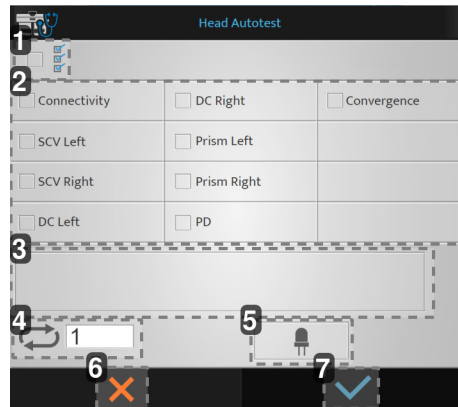 Head Autotest
1
2
Connectivity DC Right Convergence
SCV Left Prism Left
SCV Right Prism Right
DC Left PD
3
4 1 5
6 7